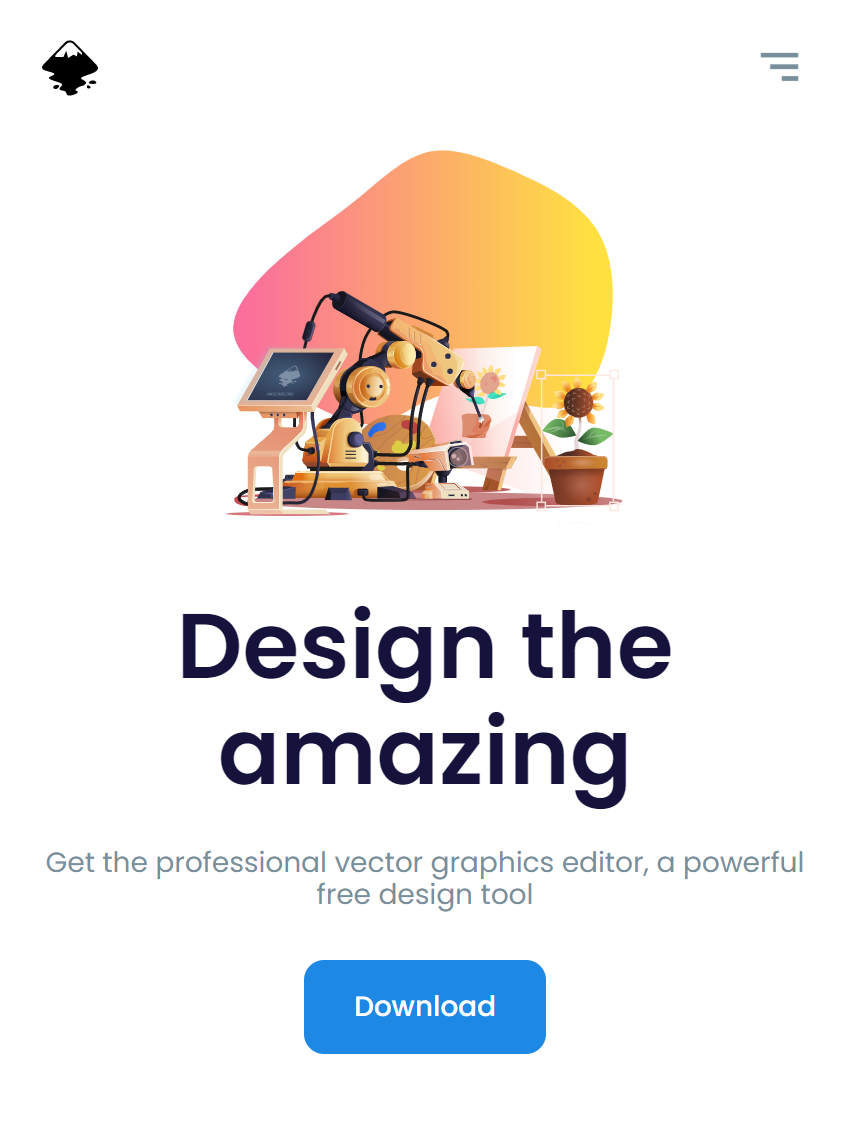 Design the
amazing
Get the professional vector graphics editor, a powerful
free design tool
Download